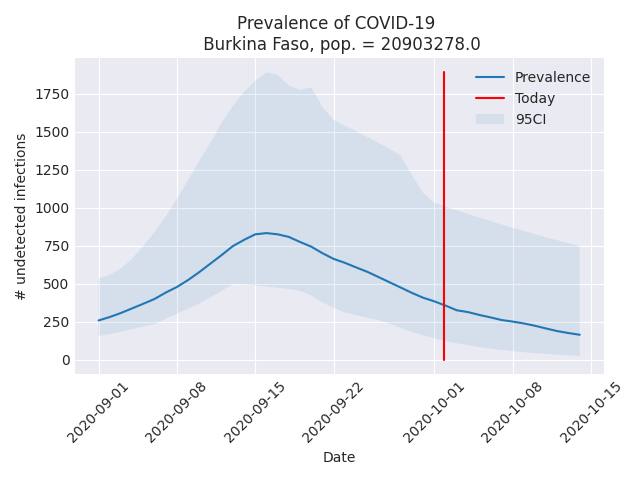 Prevalence of COVID-19
Burkina Faso, pop. = 20903278.0
Prevalence
Today
95CI
1750
1500
1250
1000
750
500
250
0
# undetected infections
2020-09-01
2020-09-08
2020-09-15
2020-09-22
2020-10-01
2020-10-08
2020-10-15
Date